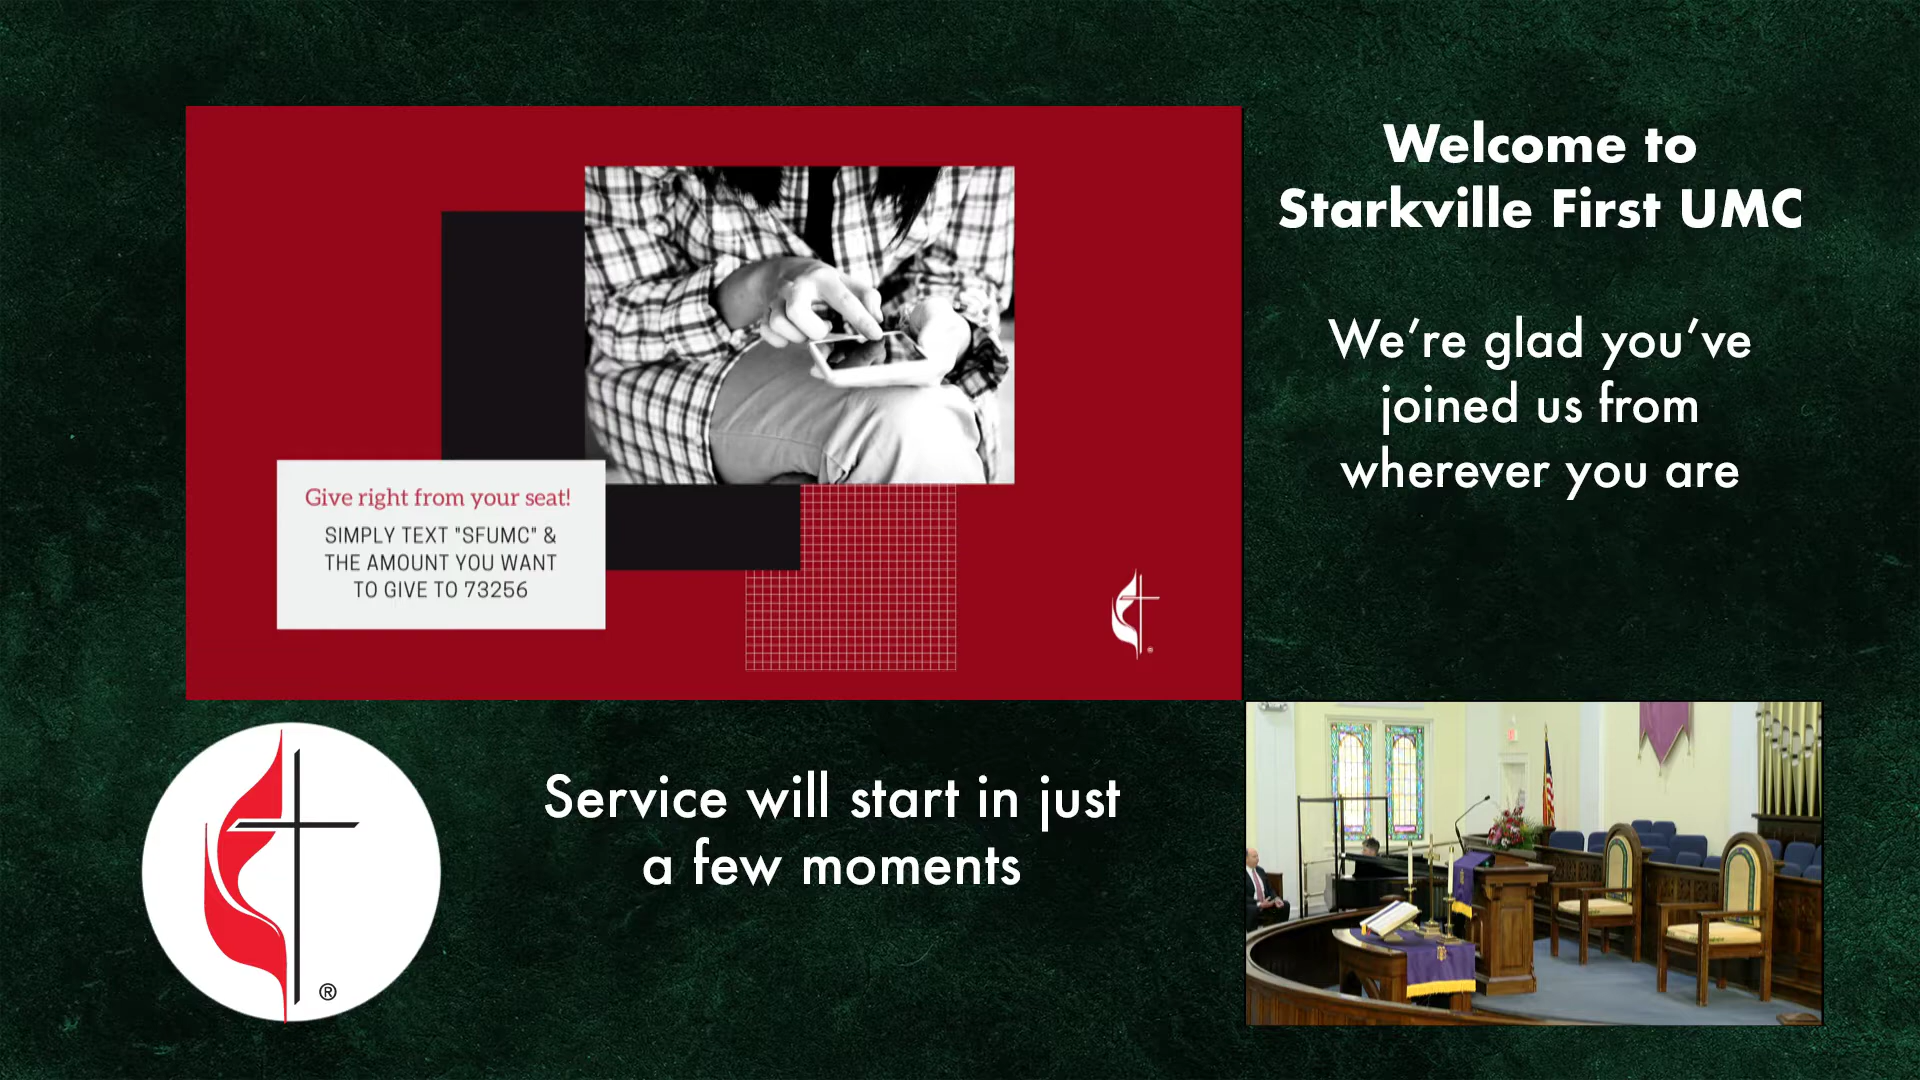 Welcome to
Starkville First UMC
We're glad you've
joined us from
wherever you are
Give right from your seat!
SIMPLY TEXT "SFUMC" &
THE AMOUNT YOU WANT
TO GIVE TO 73256
®
Service will start in just
a few moments
®